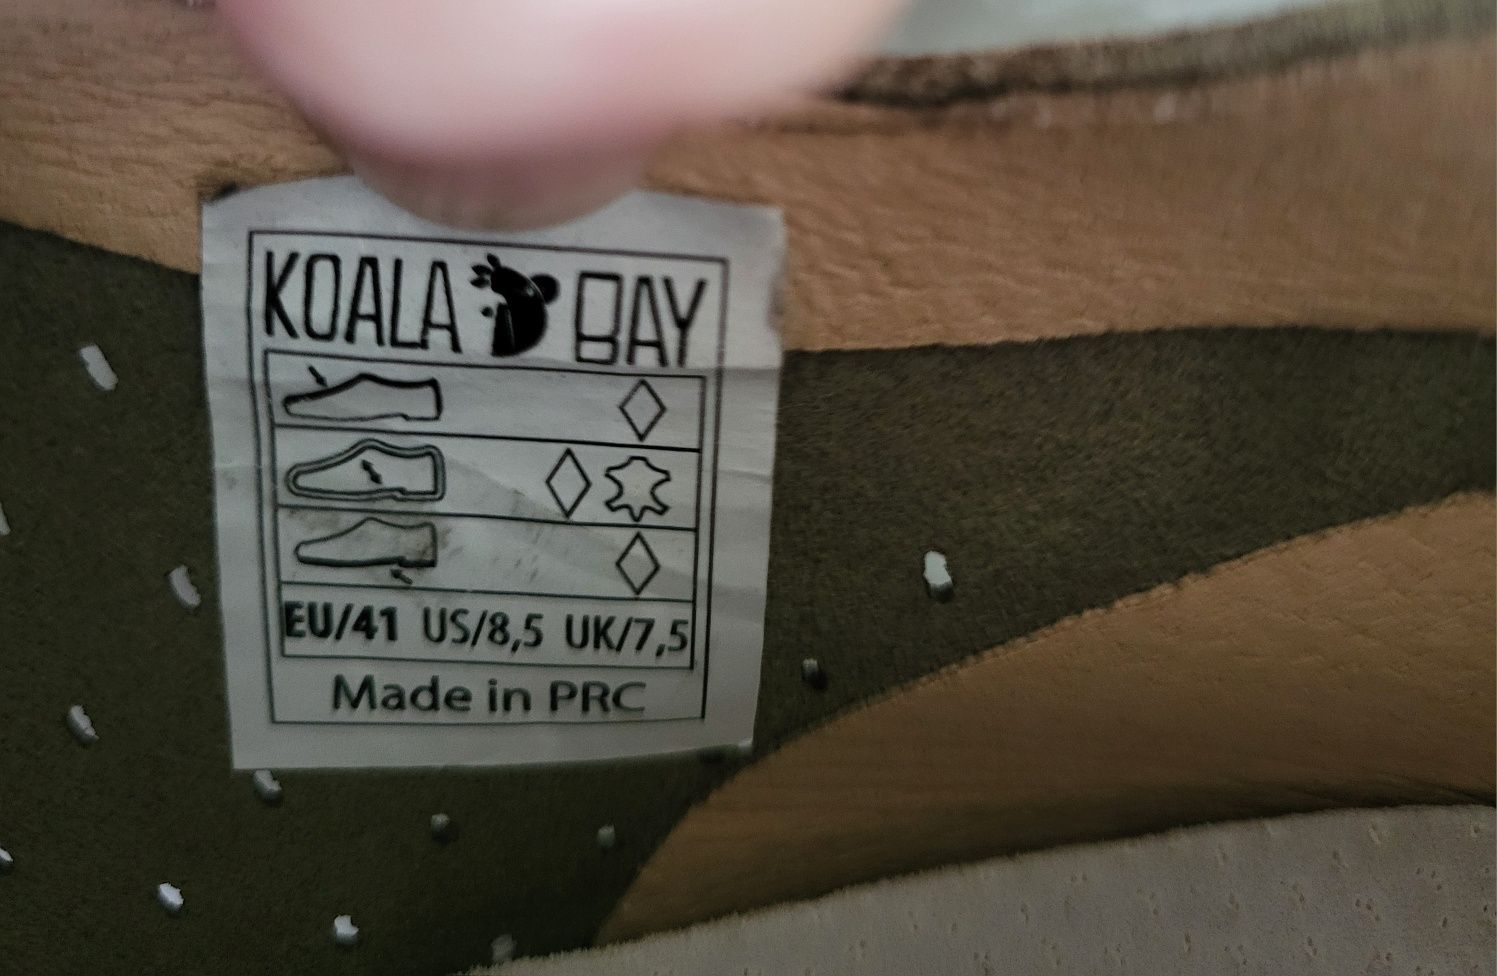 KOALA BAY
EU/41 US/8,5 UK/7,5
Made in PRC